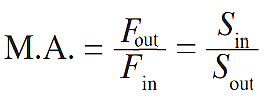 M.A. = F_out / F_in = S_in / S_out